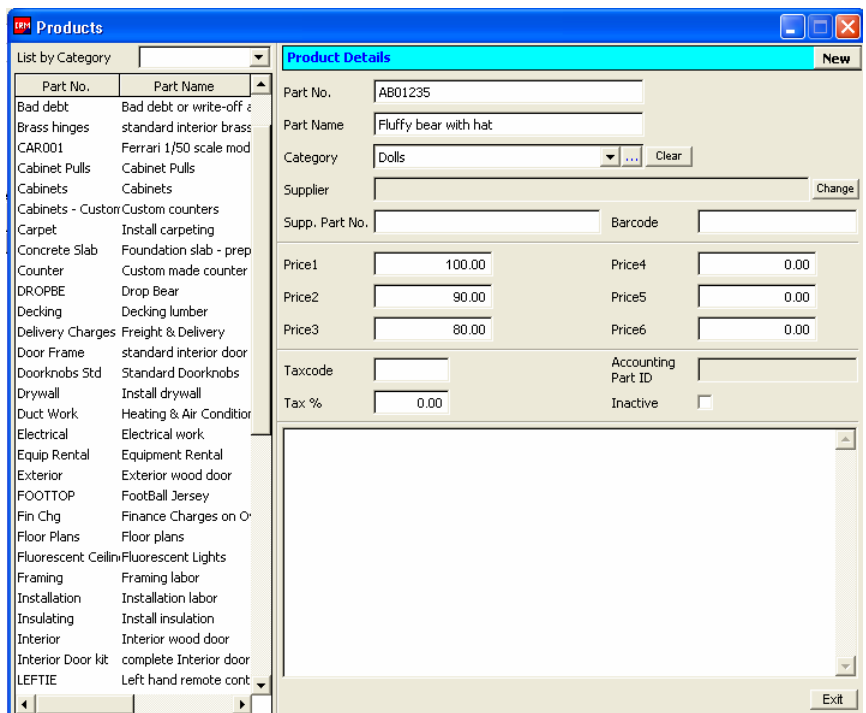 CRM Products
List by Category
Part No. Part Name
Bad debt Bad debt or write-off a
Brass hinges standard interior brass
CAR001 Ferrari 1/50 scale mod
Cabinet Pulls Cabinet Pulls
Cabinets Cabinets
Cabinets - Custom Custom counters
Carpet Install carpeting
Concrete Slab Foundation slab - prep
Counter Custom made counter
DROPBE Drop Bear
Decking Decking lumber
Delivery Charges Freight & Delivery
Door Frame standard interior door
Doorknobs Std Standard Doorknobs
Drywall Install drywall
Duct Work Heating & Air Condition
Electrical Electrical work
Equip Rental Equipment Rental
Exterior Exterior wood door
FOOTTOP FootBall Jersey
Fin Chg Finance Charges on O
Floor Plans Floor plans
Fluorescent Ceilin Fluorescent Lights
Framing Framing labor
Installation Installation labor
Insulating Install insulation
Interior Interior wood door
Interior Door kit complete Interior door
LEFTIE Left hand remote cont
Product Details New
Part No. AB01235
Part Name Fluffy bear with hat
Category Dolls ... Clear
Supplier Change
Supp. Part No. Barcode
Price1 100.00 Price4 0.00
Price2 90.00 Price5 0.00
Price3 80.00 Price6 0.00
Taxcode Accounting
Part ID
Tax % 0.00 Inactive
Exit